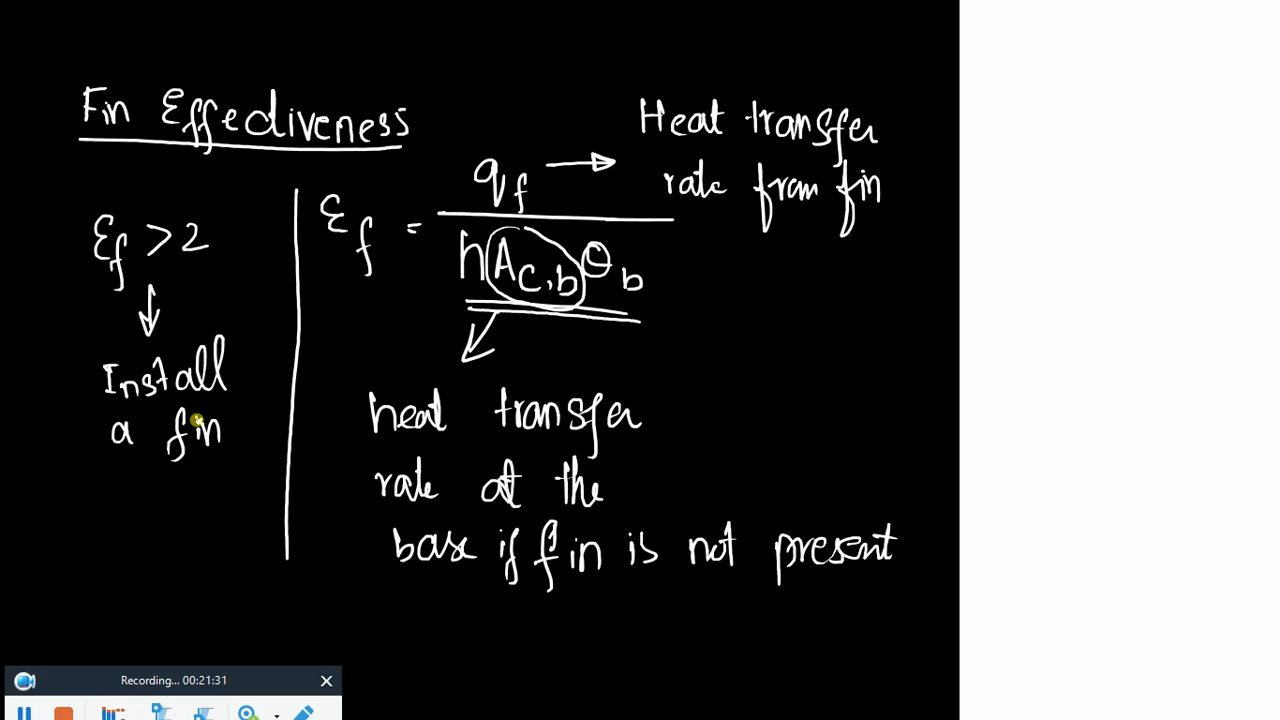 Fin Effectiveness
εf > 2
Install
a fin
εf = qf / hAc,bθb
Heat transfer
rate from fin
heat transfer
rate at the
base if fin is not present
Recording... 00:21:31